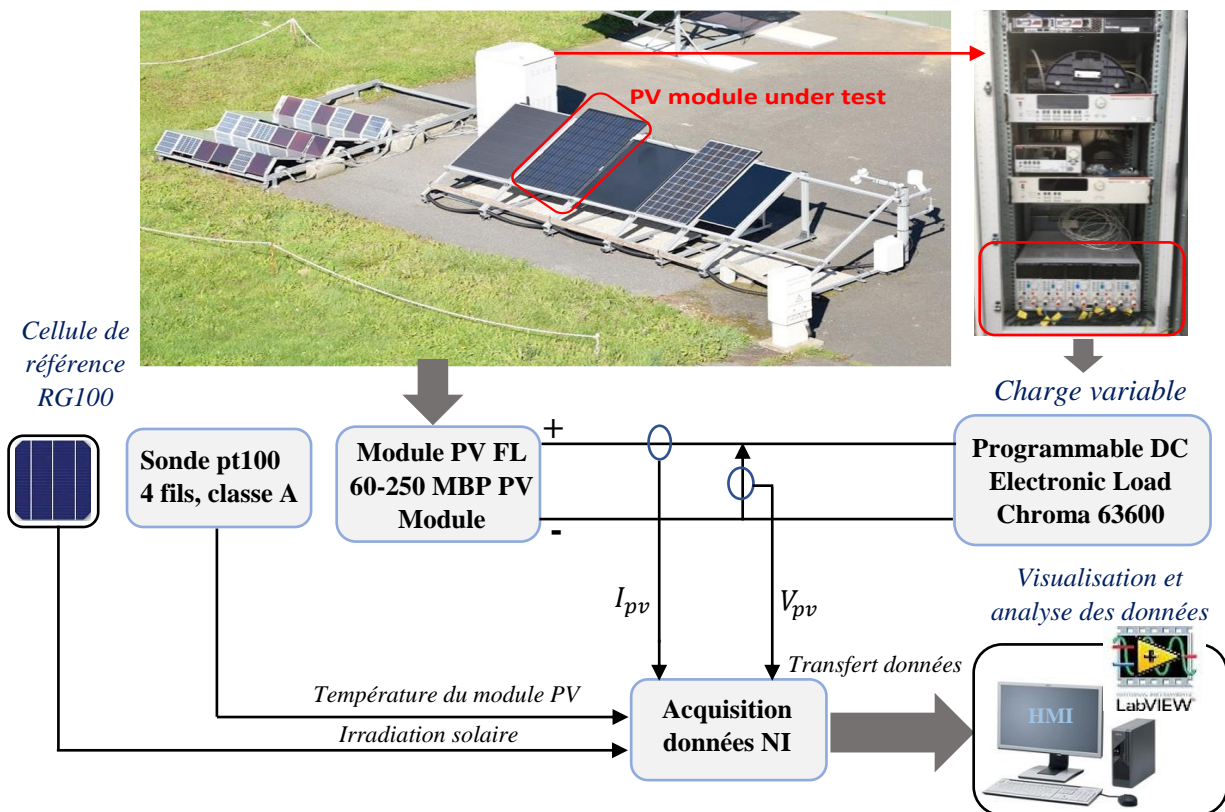 PV module under test
Cellule de
référence
RG100
Charge variable
Sonde pt100
4 fils, classe A
Module PV FL
60-250 MBP PV
Module
+
-
Programmable DC
Electronic Load
Chroma 63600
I_pv
V_pv
Visualisation et
analyse des données
Transfert données
Température du module PV
Irradiation solaire
Acquisition
données NI
HMI
LabVIEW